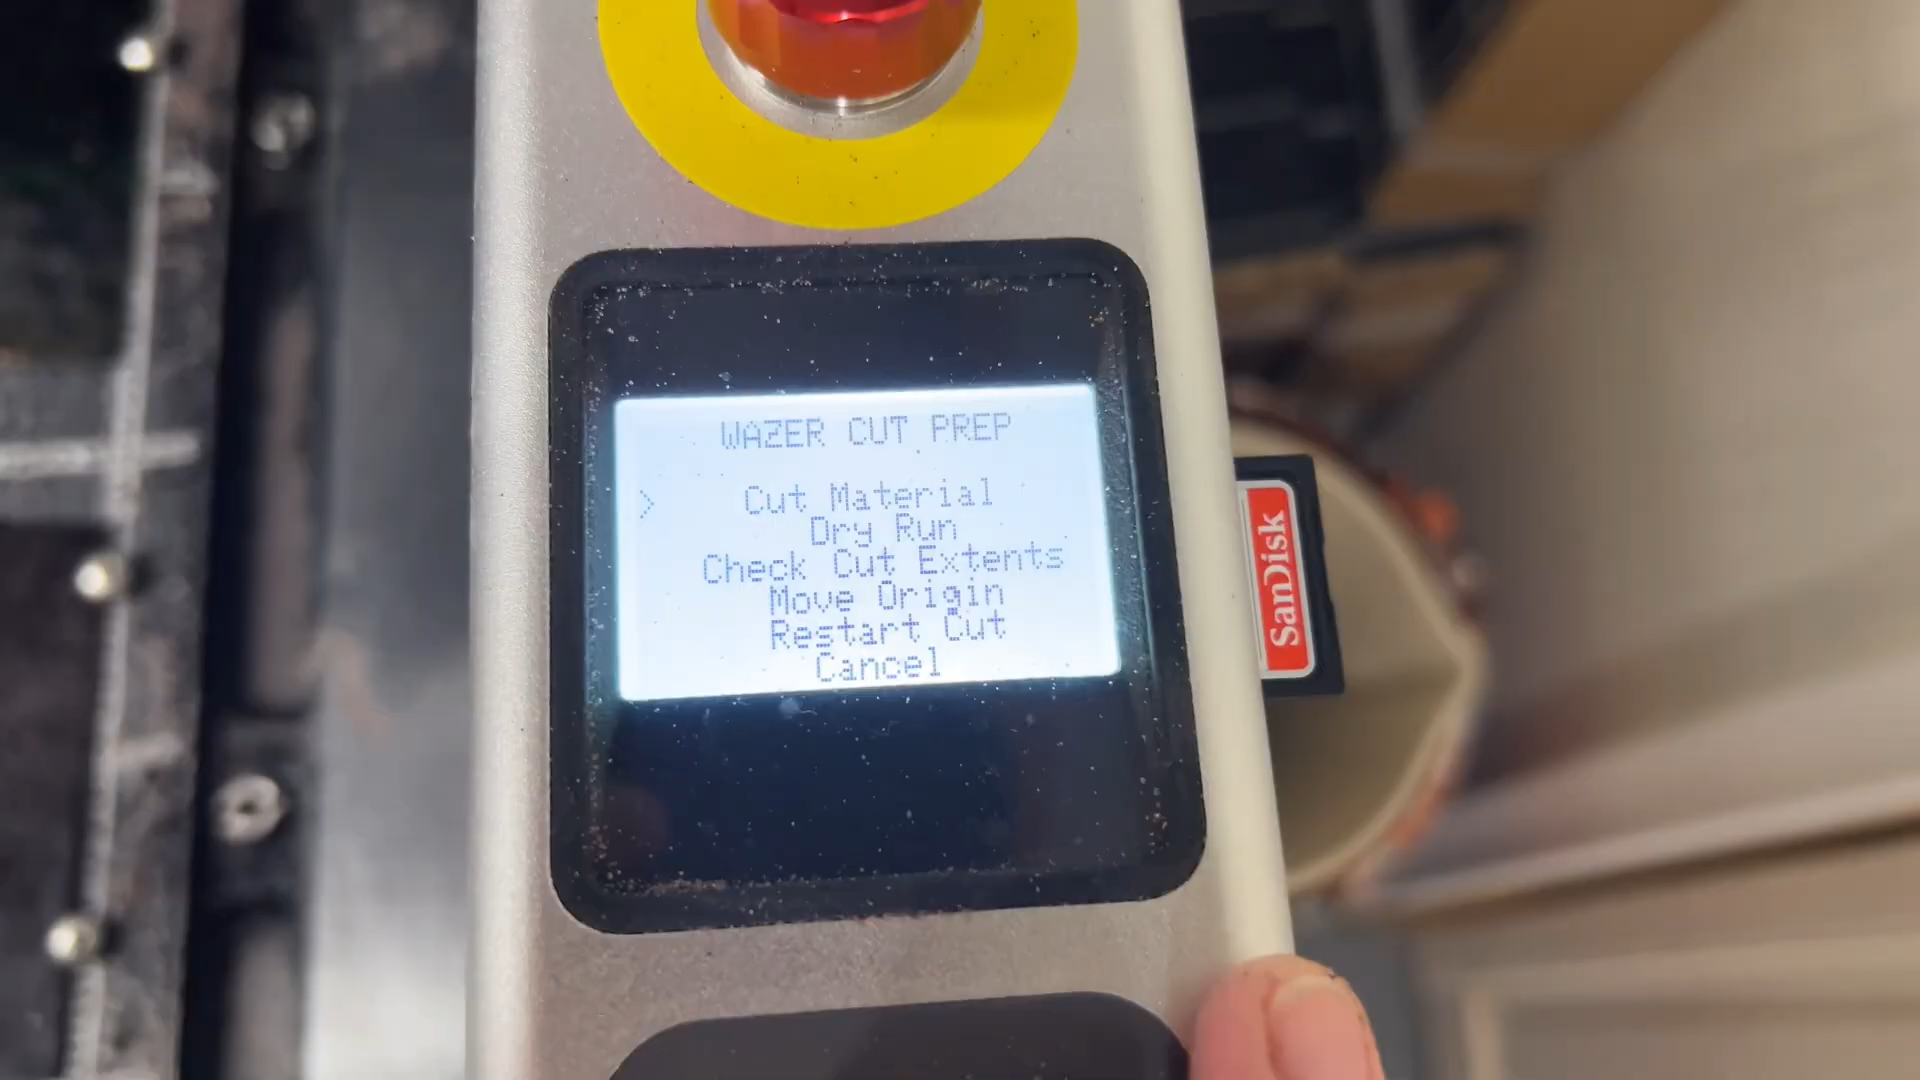 WAZER CUT PREP
> Cut Material
Dry Run
Check Cut Extents
Move Origin
Restart Cut
Cancel
SanDisk